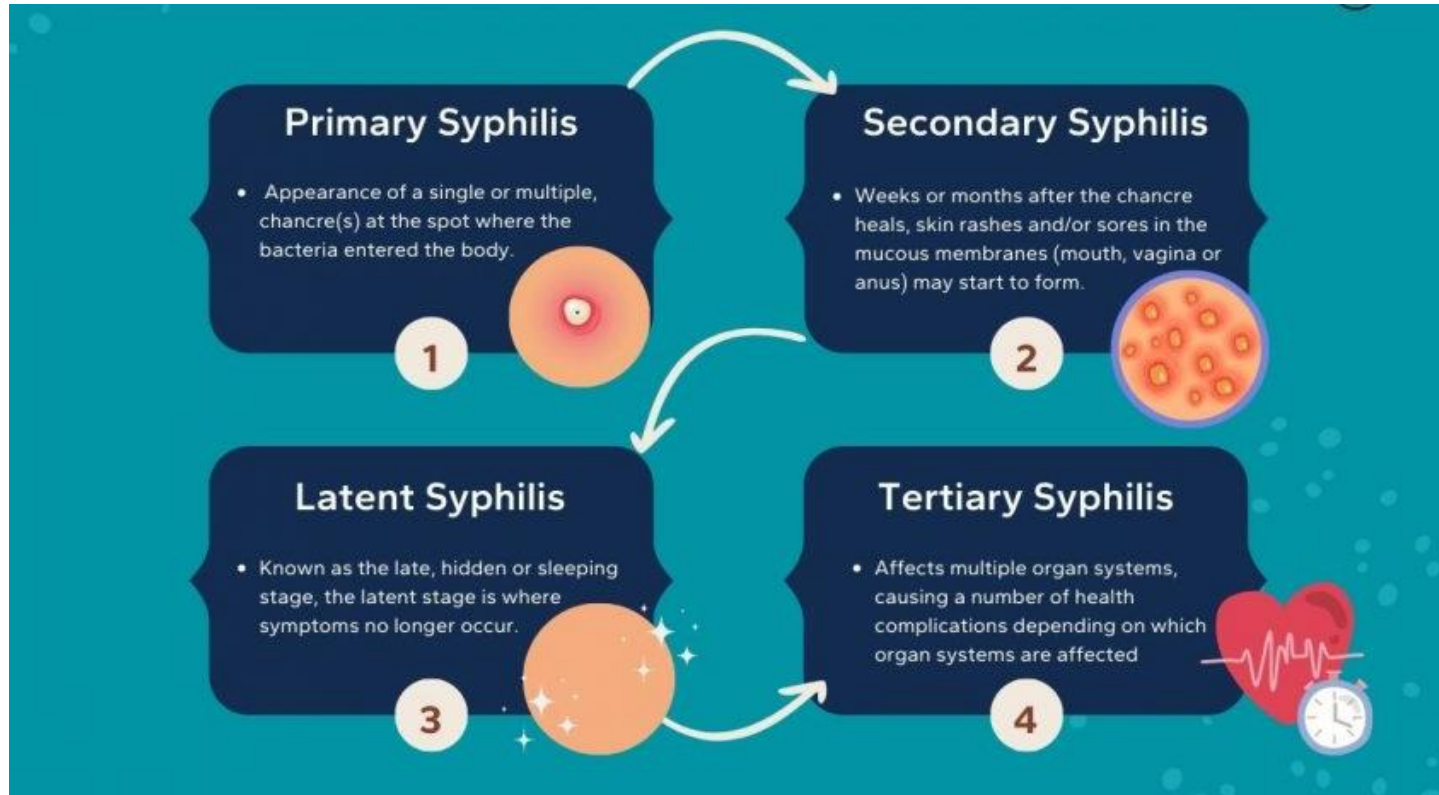 Primary Syphilis
• Appearance of a single or multiple,
chancre(s) at the spot where the
bacteria entered the body.
1
Secondary Syphilis
• Weeks or months after the chancre
heals, skin rashes and/or sores in the
mucous membranes (mouth, vagina or
anus) may start to form.
2
Latent Syphilis
• Known as the late, hidden or sleeping
stage, the latent stage is where
symptoms no longer occur.
3
Tertiary Syphilis
• Affects multiple organ systems,
causing a number of health
complications depending on which
organ systems are affected
4